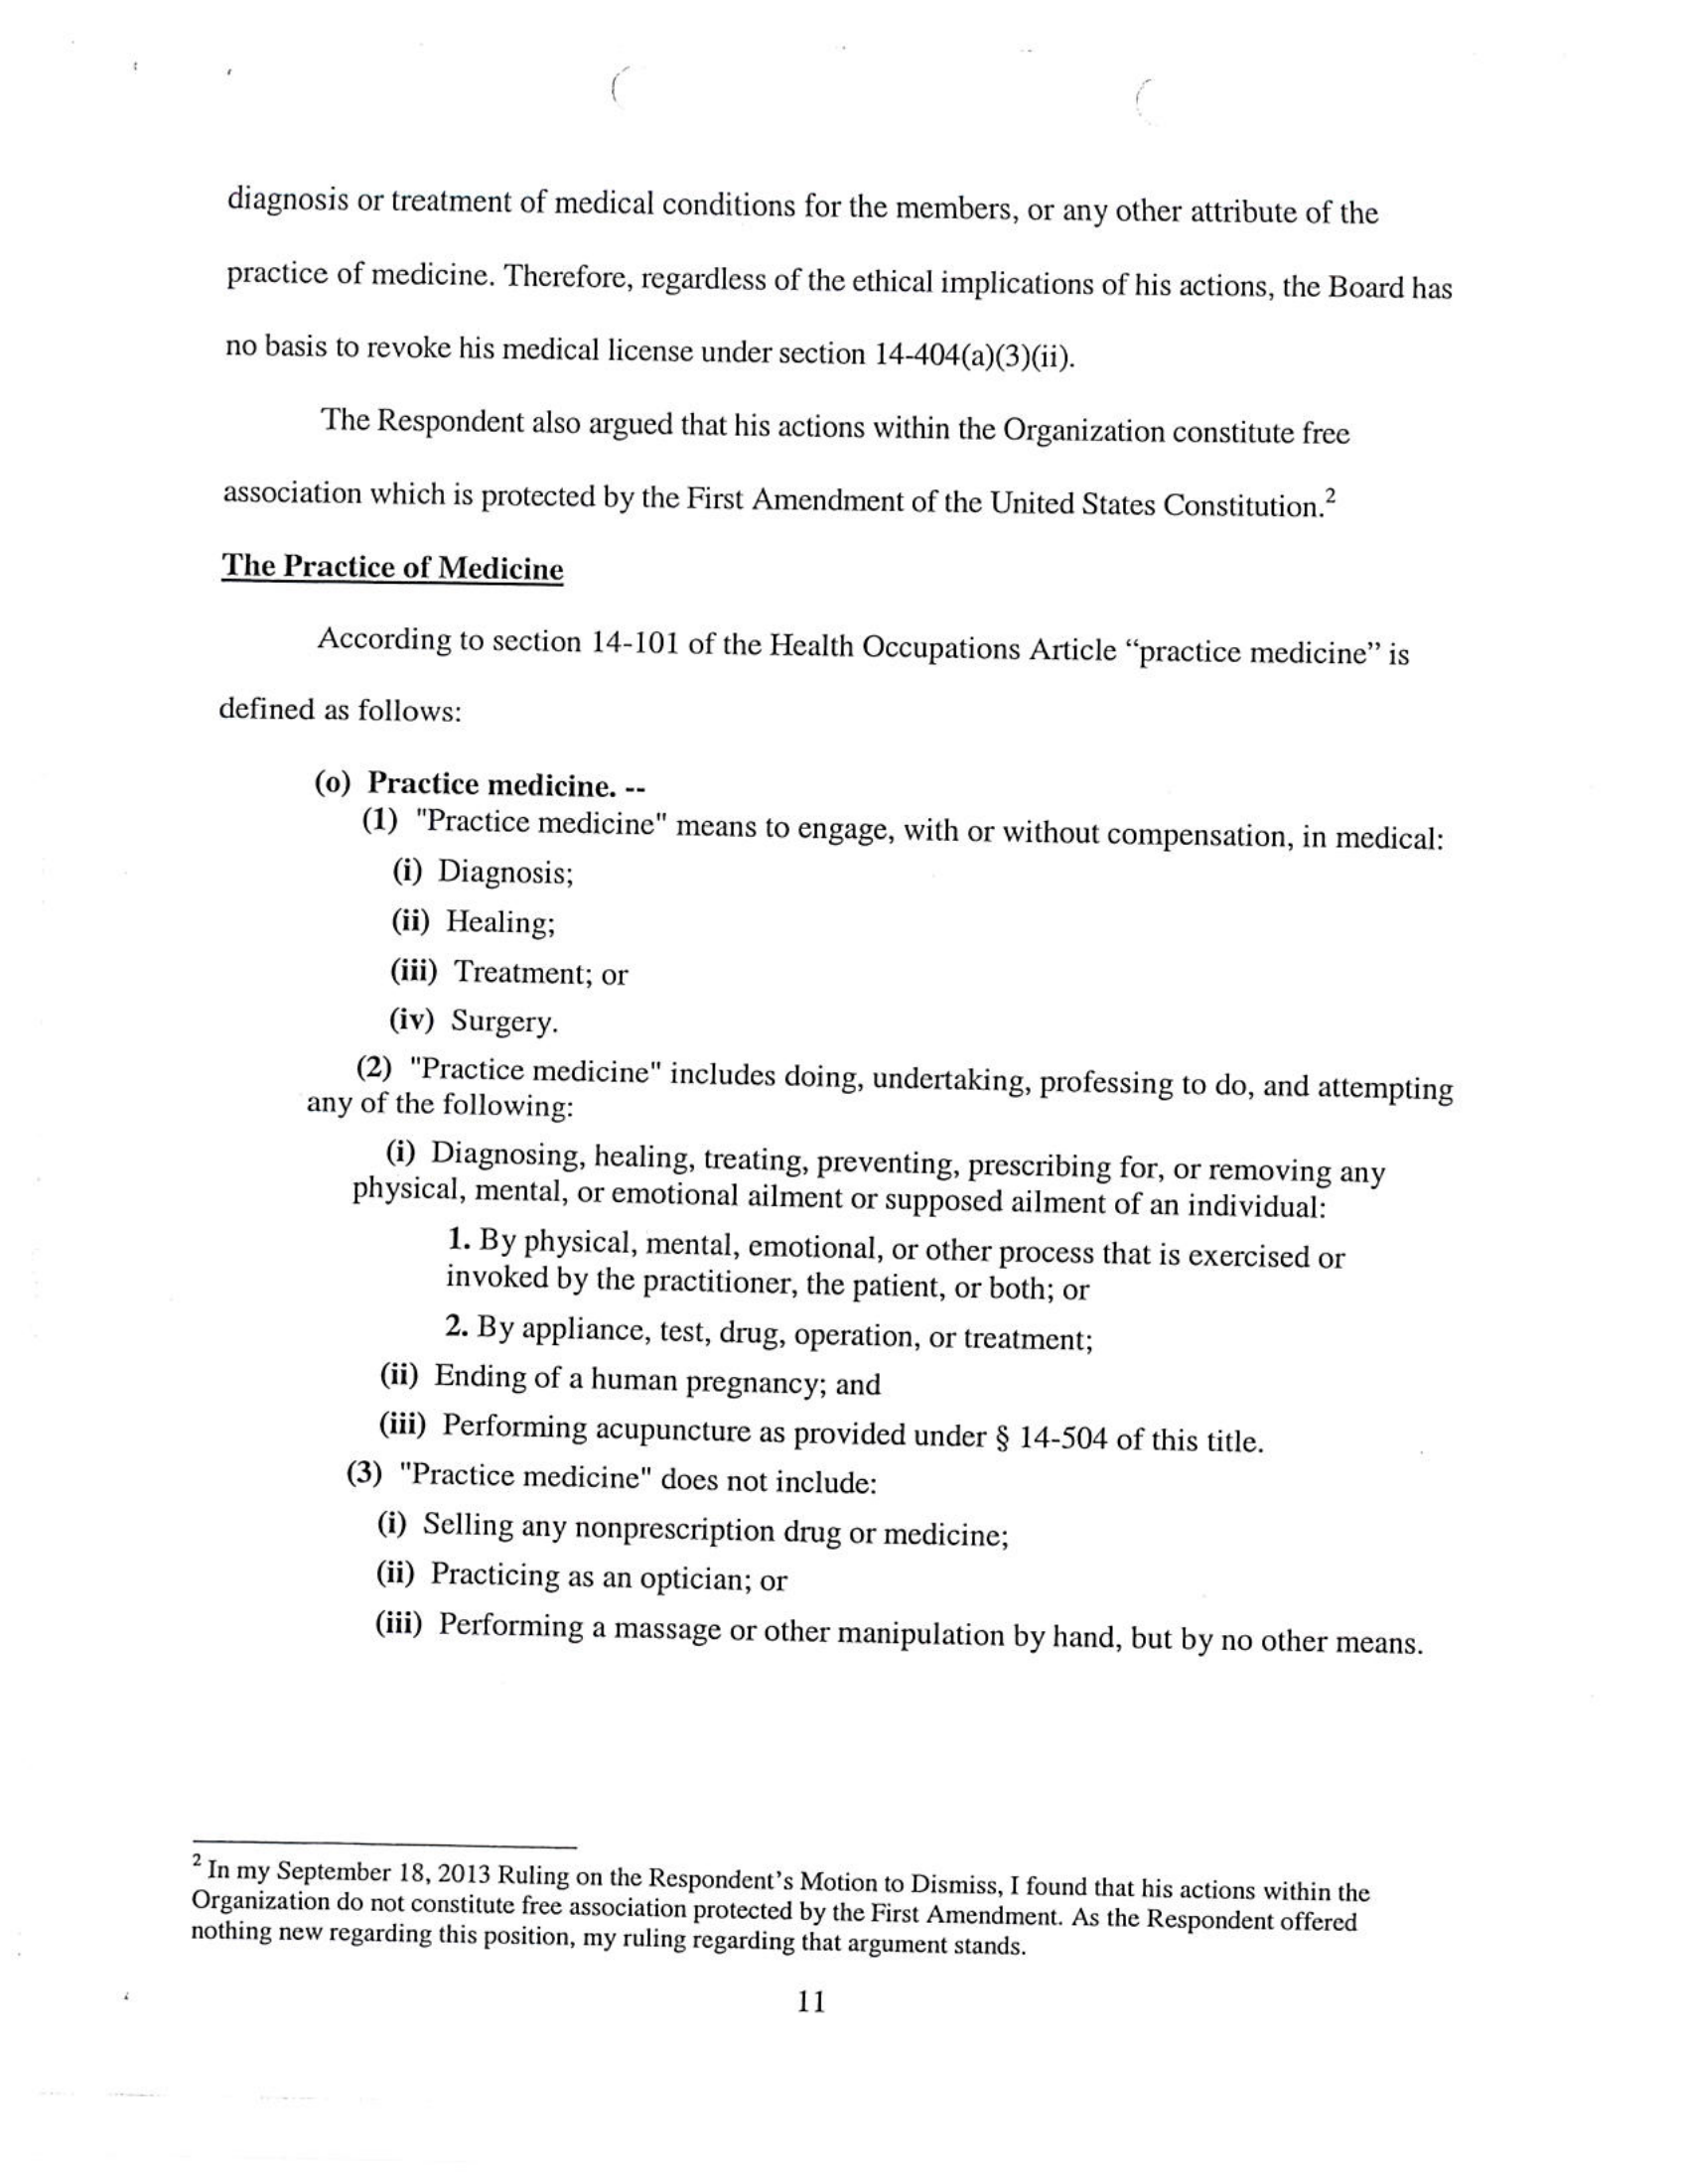 diagnosis or treatment of medical conditions for the members, or any other attribute of the
practice of medicine. Therefore, regardless of the ethical implications of his actions, the Board has
no basis to revoke his medical license under section 14-404(a)(3)(ii).
The Respondent also argued that his actions within the Organization constitute free
association which is protected by the First Amendment of the United States Constitution.²
The Practice of Medicine
According to section 14-101 of the Health Occupations Article “practice medicine” is
defined as follows:
(o) Practice medicine. --
(1) "Practice medicine" means to engage, with or without compensation, in medical:
(i) Diagnosis;
(ii) Healing;
(iii) Treatment; or
(iv) Surgery.
(2) "Practice medicine" includes doing, undertaking, professing to do, and attempting
any of the following:
(i) Diagnosing, healing, treating, preventing, prescribing for, or removing any
physical, mental, or emotional ailment or supposed ailment of an individual:
1. By physical, mental, emotional, or other process that is exercised or
invoked by the practitioner, the patient, or both; or
2. By appliance, test, drug, operation, or treatment;
(ii) Ending of a human pregnancy; and
(iii) Performing acupuncture as provided under § 14-504 of this title.
(3) "Practice medicine" does not include:
(i) Selling any nonprescription drug or medicine;
(ii) Practicing as an optician; or
(iii) Performing a massage or other manipulation by hand, but by no other means.
² In my September 18, 2013 Ruling on the Respondent’s Motion to Dismiss, I found that his actions within the
Organization do not constitute free association protected by the First Amendment. As the Respondent offered
nothing new regarding this position, my ruling regarding that argument stands.
11